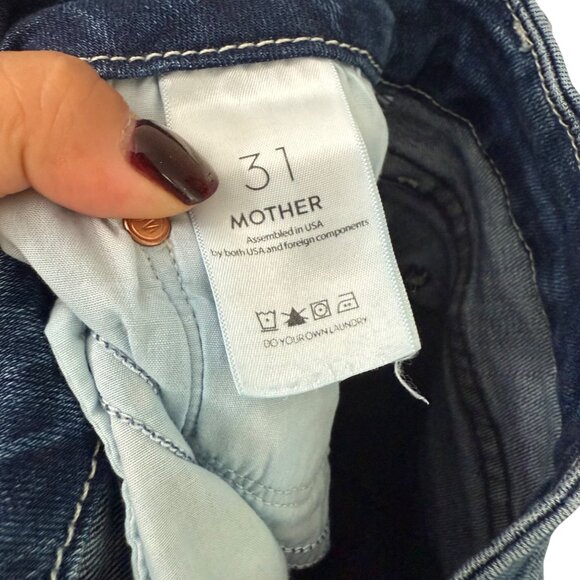 31
MOTHER
Assembled in USA
by both USA and foreign components
DO YOUR OWN LAUNDRY